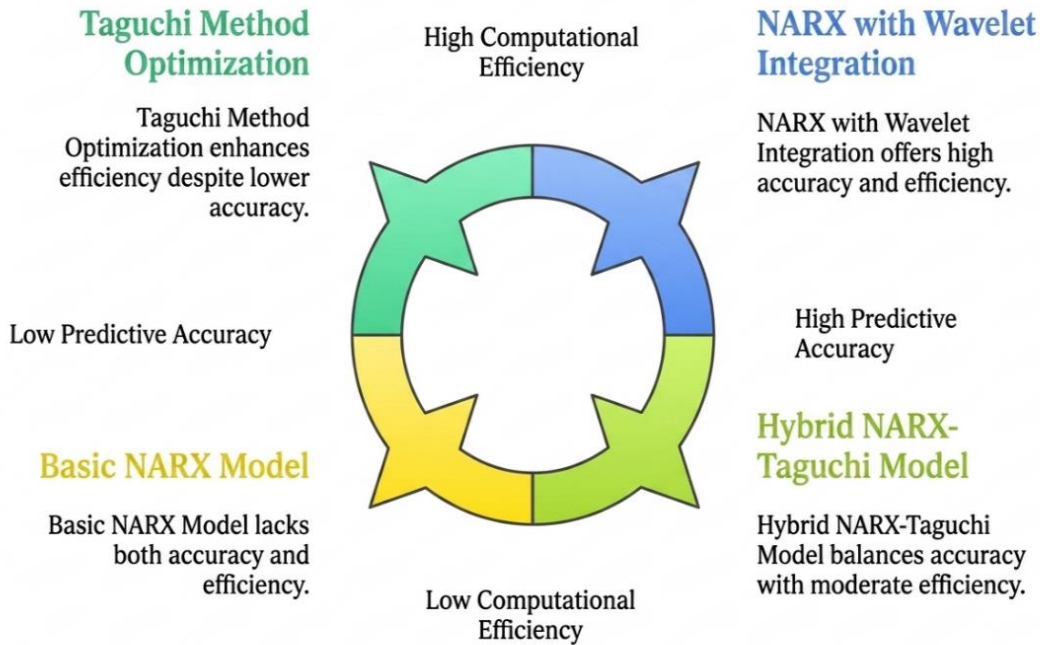 Taguchi Method
Optimization
Taguchi Method
Optimization enhances
efficiency despite lower
accuracy.
High Computational
Efficiency
NARX with Wavelet
Integration
NARX with Wavelet
Integration offers high
accuracy and efficiency.
Low Predictive Accuracy
High Predictive
Accuracy
Basic NARX Model
Basic NARX Model lacks
both accuracy and
efficiency.
Hybrid NARX-
Taguchi Model
Hybrid NARX-Taguchi
Model balances accuracy
with moderate efficiency.
Low Computational
Efficiency